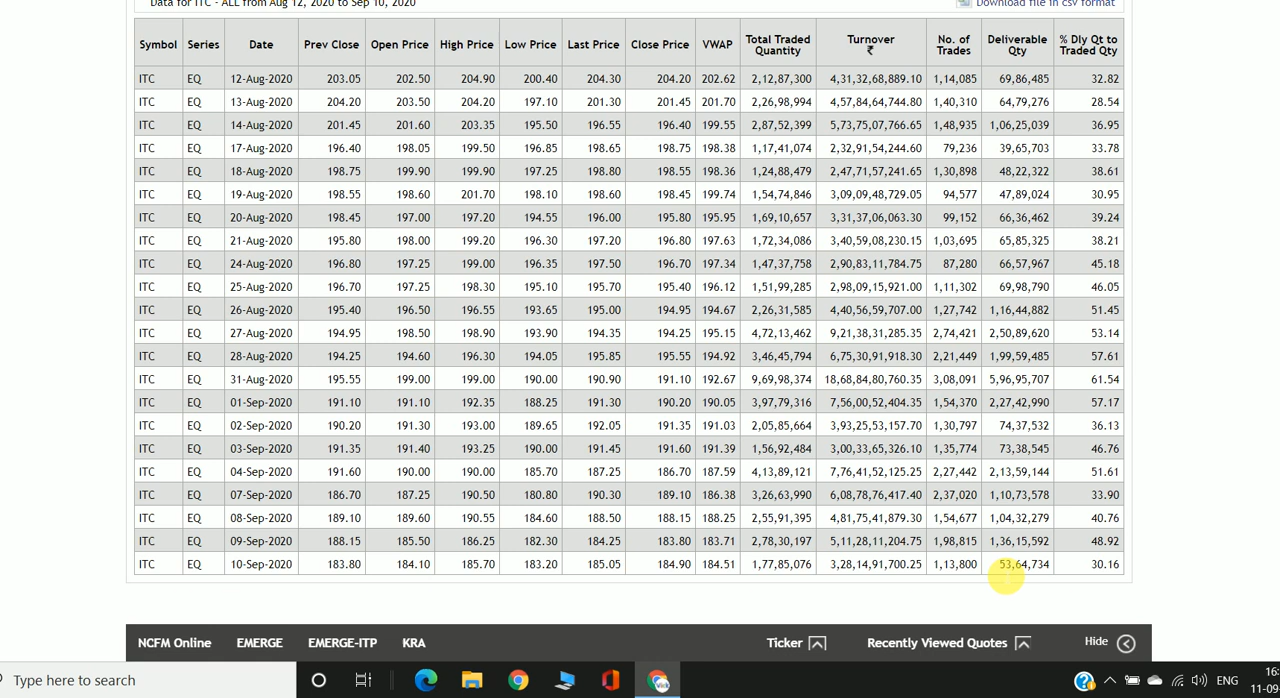 Data for ITC - ALL from Aug 12, 2020 to Sep 10, 2020
Download file in csv format
Symbol Series Date Prev Close Open Price High Price Low Price Last Price Close Price VWAP Total Traded Quantity Turnover ₹ No. of Trades Deliverable Qty % Dly Qt to Traded Qty
ITC EQ 12-Aug-2020 203.05 202.50 204.90 200.40 204.30 204.20 202.62 2,12,87,300 4,31,32,68,889.10 1,14,085 69,86,485 32.82
ITC EQ 13-Aug-2020 204.20 203.50 204.20 197.10 201.30 201.45 201.70 2,26,98,994 4,57,84,64,744.80 1,40,310 64,79,276 28.54
ITC EQ 14-Aug-2020 201.45 201.60 203.35 195.50 196.55 196.40 199.55 2,87,52,399 5,73,75,07,766.65 1,48,935 1,06,25,039 36.95
ITC EQ 17-Aug-2020 196.40 198.05 199.50 196.85 198.65 198.75 198.38 1,17,41,074 2,32,91,54,244.60 79,236 39,65,703 33.78
ITC EQ 18-Aug-2020 198.75 199.90 199.90 197.25 198.80 198.55 198.36 1,24,88,479 2,47,71,57,241.65 1,30,898 48,22,322 38.61
ITC EQ 19-Aug-2020 198.55 198.60 201.70 198.10 198.60 198.45 199.74 1,54,74,846 3,09,09,48,729.05 94,577 47,89,024 30.95
ITC EQ 20-Aug-2020 198.45 197.00 197.20 194.55 196.00 195.80 195.95 1,69,10,657 3,31,37,06,063.30 99,152 66,36,462 39.24
ITC EQ 21-Aug-2020 195.80 198.00 199.20 196.30 197.20 196.80 197.63 1,72,34,086 3,40,59,08,230.15 1,03,695 65,85,325 38.21
ITC EQ 24-Aug-2020 196.80 197.25 199.00 196.35 197.50 196.70 197.34 1,47,37,758 2,90,83,11,784.75 87,280 66,57,967 45.18
ITC EQ 25-Aug-2020 196.70 197.25 198.30 195.10 195.70 195.40 196.12 1,51,99,285 2,98,09,15,921.00 1,11,302 69,98,790 46.05
ITC EQ 26-Aug-2020 195.40 196.50 196.55 193.65 195.00 194.95 194.67 2,26,31,585 4,40,56,59,707.00 1,27,742 1,16,44,882 51.45
ITC EQ 27-Aug-2020 194.95 198.50 198.90 193.90 194.35 194.25 195.15 4,72,13,462 9,21,38,31,285.35 2,74,421 2,50,89,620 53.14
ITC EQ 28-Aug-2020 194.25 194.60 196.30 194.05 195.85 195.55 194.92 3,46,45,794 6,75,30,91,918.30 2,21,449 1,99,59,485 57.61
ITC EQ 31-Aug-2020 195.55 199.00 199.00 190.00 190.90 191.10 192.67 9,69,98,374 18,68,84,80,760.35 3,08,091 5,96,95,707 61.54
ITC EQ 01-Sep-2020 191.10 191.10 192.35 188.25 191.30 190.20 190.05 3,97,79,316 7,56,00,52,404.35 1,54,370 2,27,42,990 57.17
ITC EQ 02-Sep-2020 190.20 191.30 193.00 189.65 192.05 191.35 191.03 2,05,85,664 3,93,25,53,157.70 1,30,797 74,37,532 36.13
ITC EQ 03-Sep-2020 191.35 191.40 193.25 190.00 191.45 191.60 191.39 1,56,92,484 3,00,33,65,326.10 1,35,774 73,38,545 46.76
ITC EQ 04-Sep-2020 191.60 190.00 190.00 185.70 187.25 186.70 187.59 4,13,89,121 7,76,41,52,125.25 2,27,442 2,13,59,144 51.61
ITC EQ 07-Sep-2020 186.70 187.25 190.50 180.80 190.30 189.10 186.38 3,26,63,990 6,08,78,76,417.40 2,37,020 1,10,73,578 33.90
ITC EQ 08-Sep-2020 189.10 189.60 190.55 184.60 188.50 188.15 188.25 2,55,91,395 4,81,75,41,879.30 1,54,677 1,04,32,279 40.76
ITC EQ 09-Sep-2020 188.15 185.50 186.25 182.30 184.25 183.80 183.71 2,78,30,197 5,11,28,11,204.75 1,98,815 1,36,15,592 48.92
ITC EQ 10-Sep-2020 183.80 184.10 185.70 183.20 185.05 184.90 184.51 1,77,85,076 3,28,14,91,700.25 1,13,800 53,64,734 30.16
NCFM Online EMERGE EMERGE-ITP KRA Ticker Recently Viewed Quotes Hide
Type here to search ENG 16:
11-09